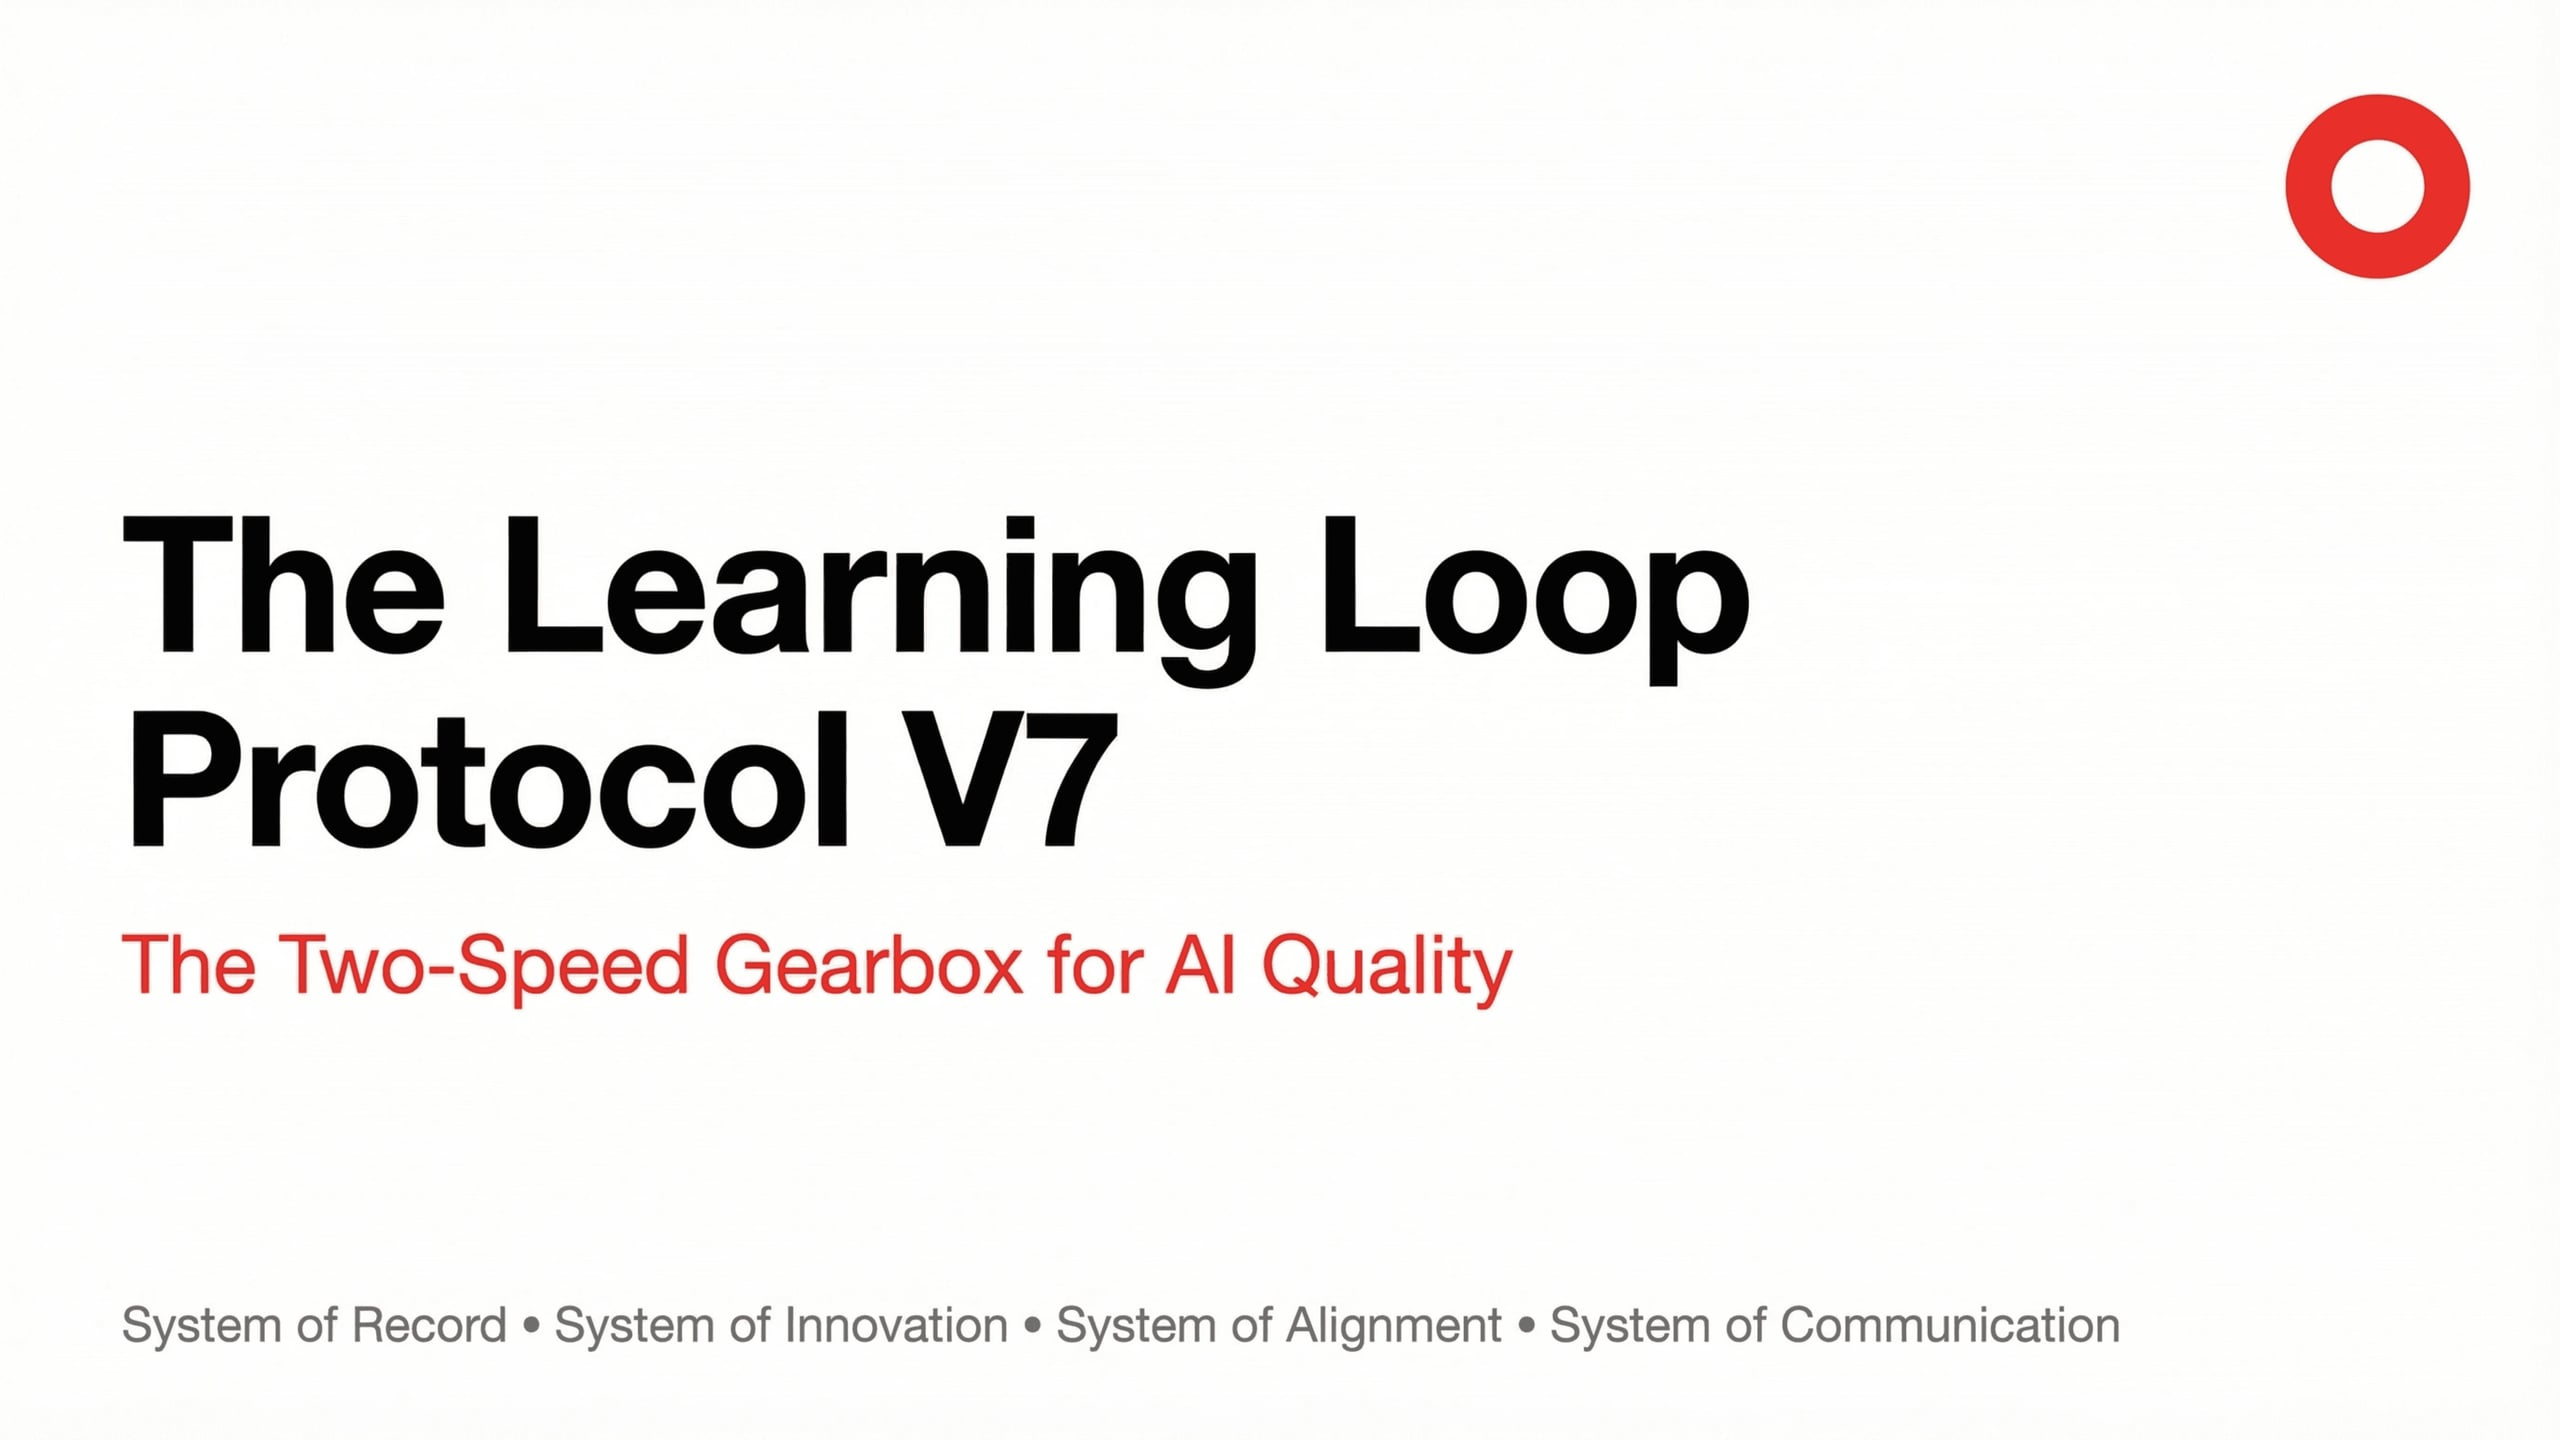 The Learning Loop
Protocol V7
The Two-Speed Gearbox for AI Quality
System of Record • System of Innovation • System of Alignment • System of Communication